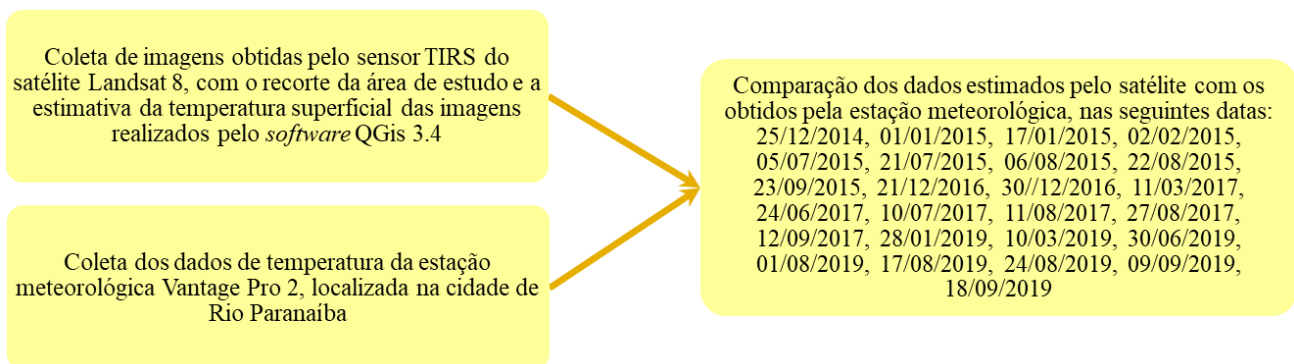 Coleta de imagens obtidas pelo sensor TIRS do
satélite Landsat 8, com o recorte da área de estudo e a
estimativa da temperatura superficial das imagens
realizados pelo software QGis 3.4
Coleta dos dados de temperatura da estação
meteorológica Vantage Pro 2, localizada na cidade de
Rio Paranaíba
Comparação dos dados estimados pelo satélite com os
obtidos pela estação meteorológica, nas seguintes datas:
25/12/2014, 01/01/2015, 17/01/2015, 02/02/2015,
05/07/2015, 21/07/2015, 06/08/2015, 22/08/2015,
23/09/2015, 21/12/2016, 30//12/2016, 11/03/2017,
24/06/2017, 10/07/2017, 11/08/2017, 27/08/2017,
12/09/2017, 28/01/2019, 10/03/2019, 30/06/2019,
01/08/2019, 17/08/2019, 24/08/2019, 09/09/2019,
18/09/2019